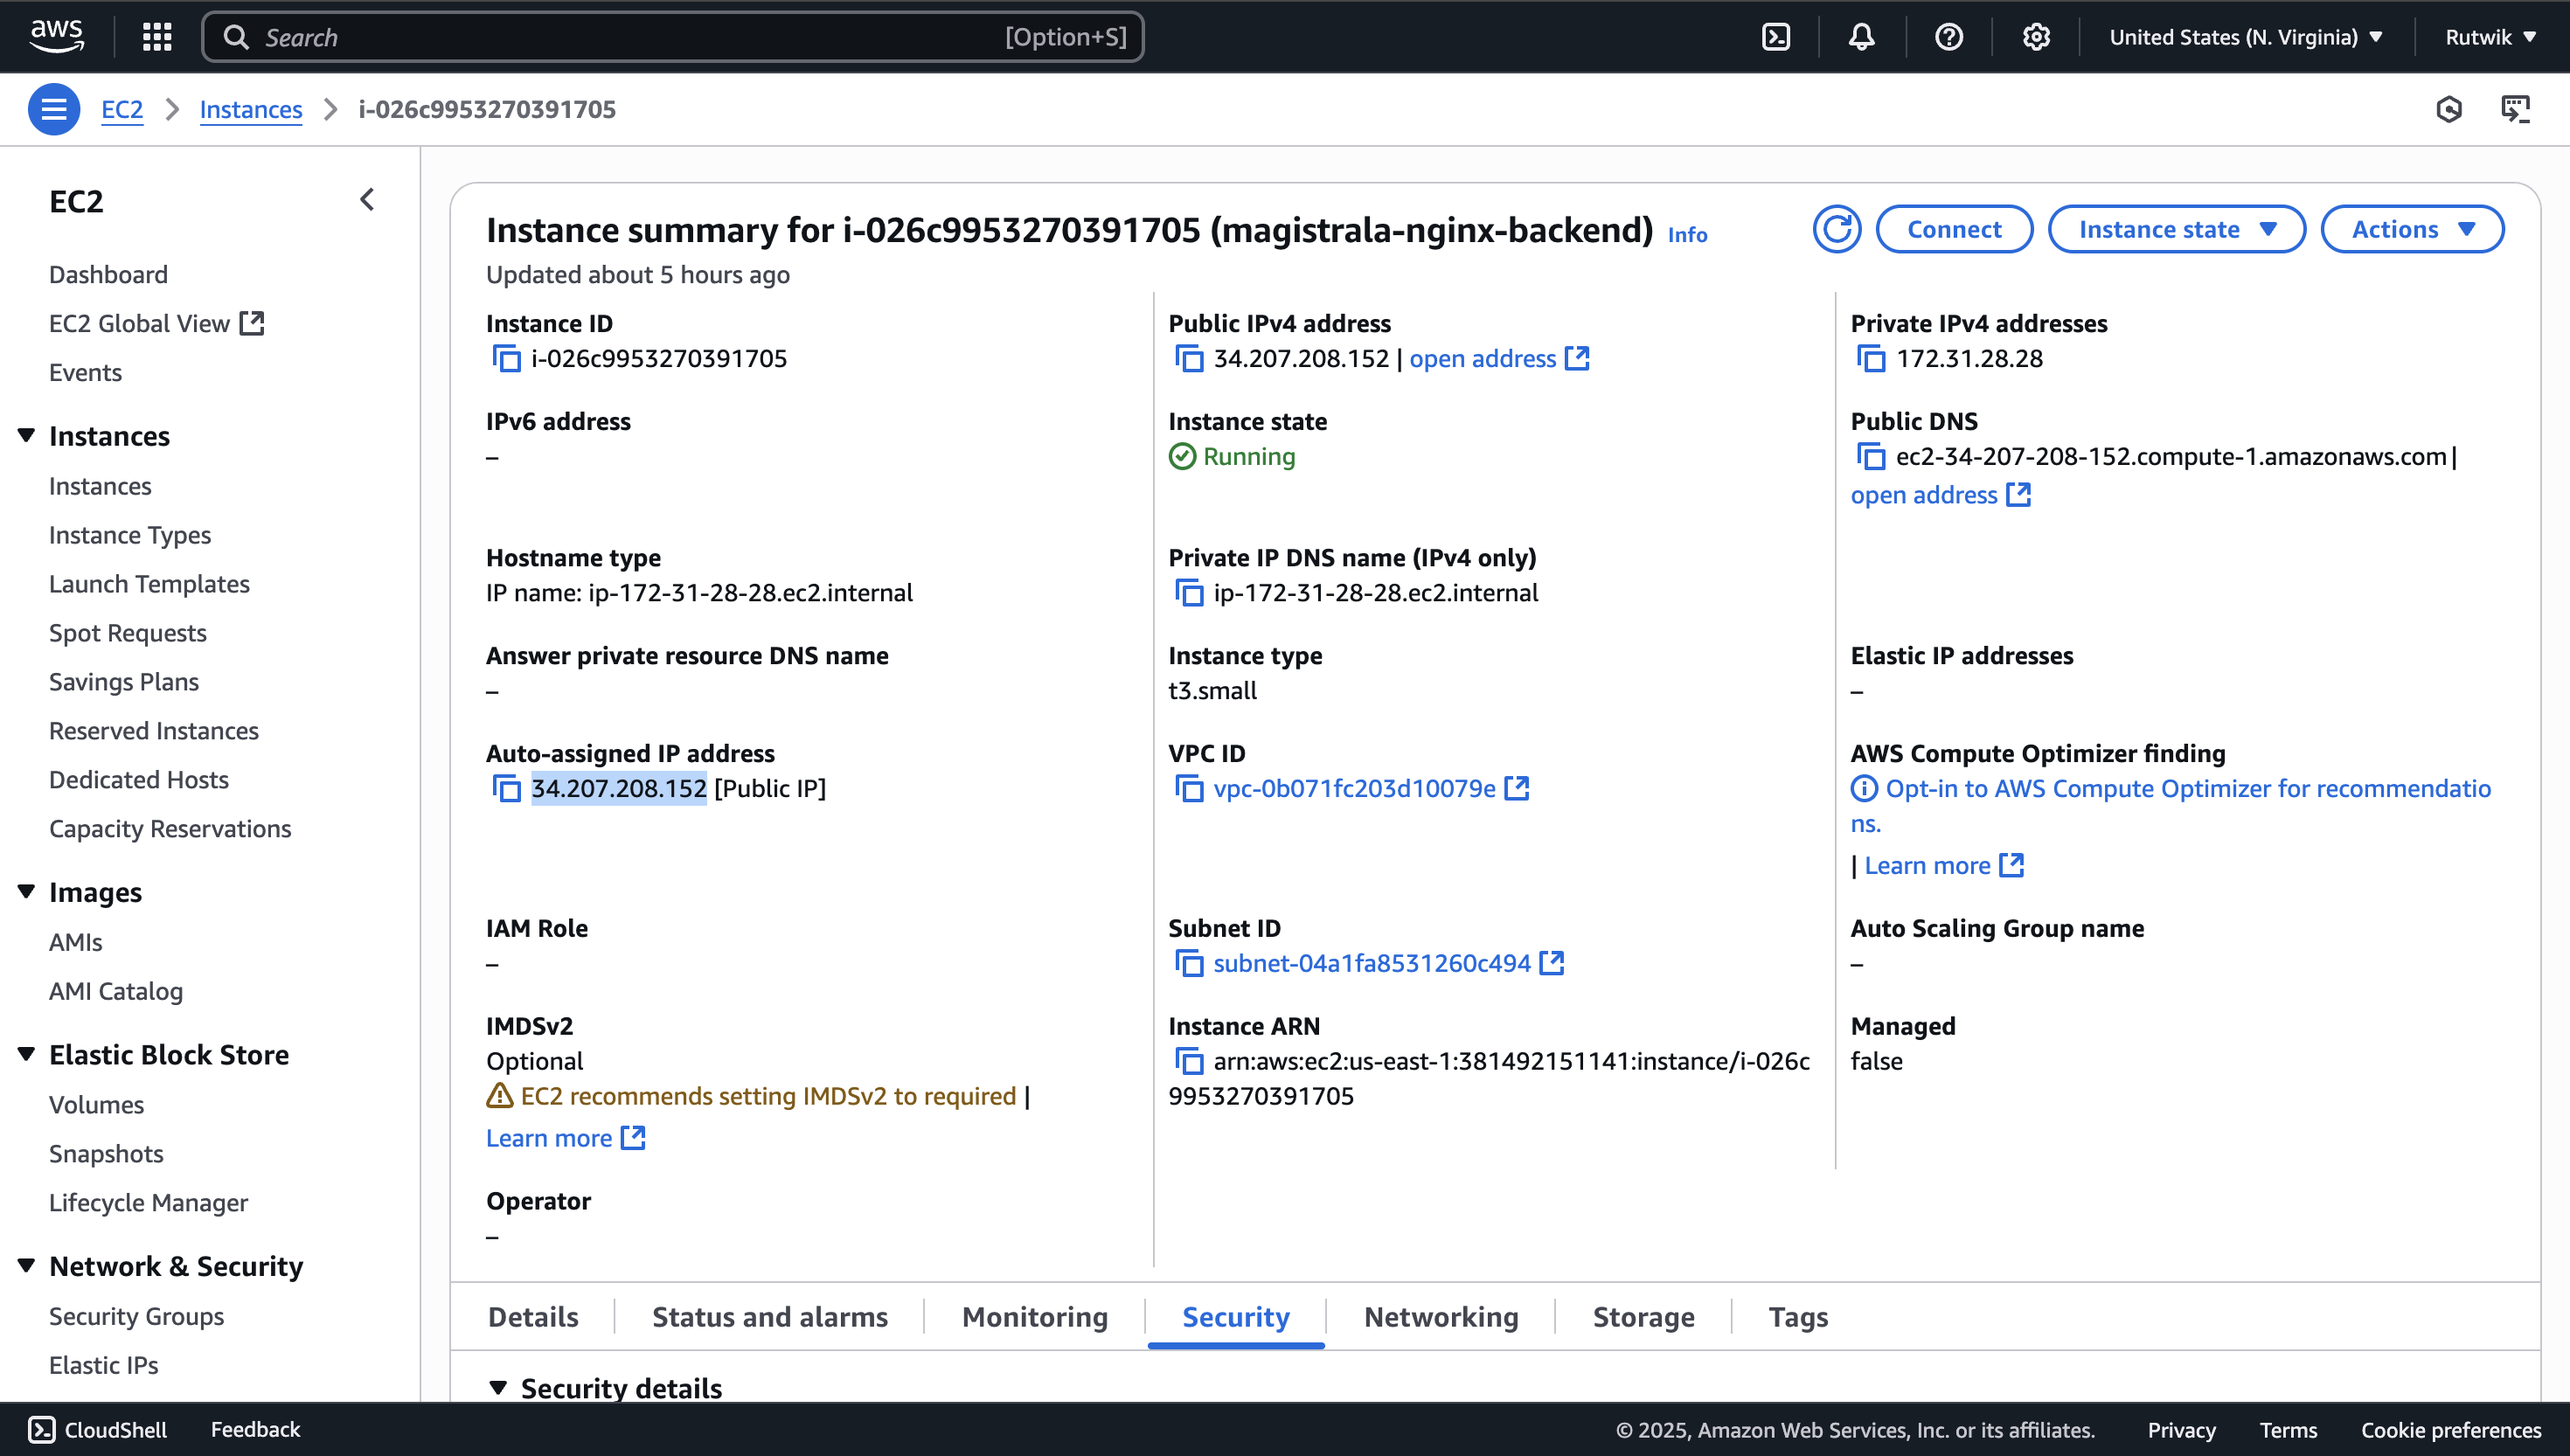 aws
Search
[Option+S]
United States (N. Virginia)
Rutwik
EC2
Instances
i-026c9953270391705
EC2
Dashboard
EC2 Global View
Events
Instances
Instances
Instance Types
Launch Templates
Spot Requests
Savings Plans
Reserved Instances
Dedicated Hosts
Capacity Reservations
Images
AMIs
AMI Catalog
Elastic Block Store
Volumes
Snapshots
Lifecycle Manager
Network & Security
Security Groups
Elastic IPs
Instance summary for i-026c9953270391705 (magistrala-nginx-backend) Info
Updated about 5 hours ago
Connect
Instance state
Actions
Instance ID
i-026c9953270391705
Public IPv4 address
34.207.208.152 | open address
Private IPv4 addresses
172.31.28.28
IPv6 address
–
Instance state
Running
Public DNS
ec2-34-207-208-152.compute-1.amazonaws.com |
open address
Hostname type
IP name: ip-172-31-28-28.ec2.internal
Private IP DNS name (IPv4 only)
ip-172-31-28-28.ec2.internal
Answer private resource DNS name
–
Instance type
t3.small
Elastic IP addresses
–
Auto-assigned IP address
34.207.208.152 [Public IP]
VPC ID
vpc-0b071fc203d10079e
AWS Compute Optimizer finding
Opt-in to AWS Compute Optimizer for recommendatio
ns.
| Learn more
IAM Role
–
Subnet ID
subnet-04a1fa8531260c494
Auto Scaling Group name
–
IMDSv2
Optional
EC2 recommends setting IMDSv2 to required |
Learn more
Instance ARN
arn:aws:ec2:us-east-1:381492151141:instance/i-026c
9953270391705
Managed
false
Operator
–
Details
Status and alarms
Monitoring
Security
Networking
Storage
Tags
Security details
CloudShell
Feedback
© 2025, Amazon Web Services, Inc. or its affiliates.
Privacy
Terms
Cookie preferences